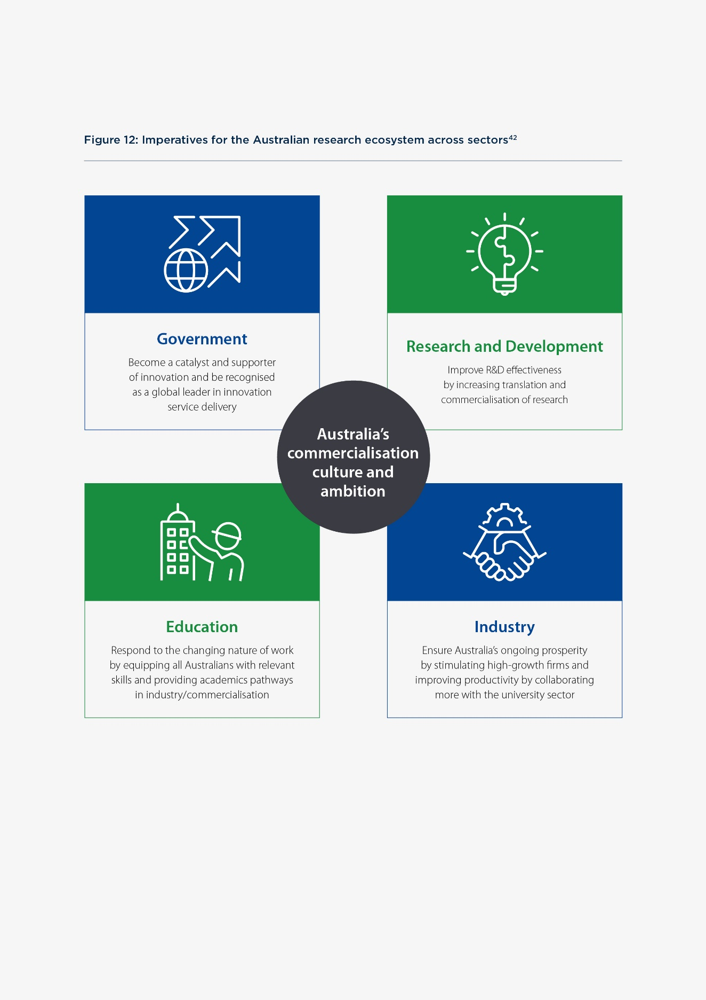 Figure 12: Imperatives for the Australian research ecosystem across sectors⁴²
Government
Become a catalyst and supporter
of innovation and be recognised
as a global leader in innovation
service delivery
Research and Development
Improve R&D effectiveness
by increasing translation and
commercialisation of research
Australia’s
commercialisation
culture and
ambition
Education
Respond to the changing nature of work
by equipping all Australians with relevant
skills and providing academics pathways
in industry/commercialisation
Industry
Ensure Australia’s ongoing prosperity
by stimulating high-growth firms and
improving productivity by collaborating
more with the university sector